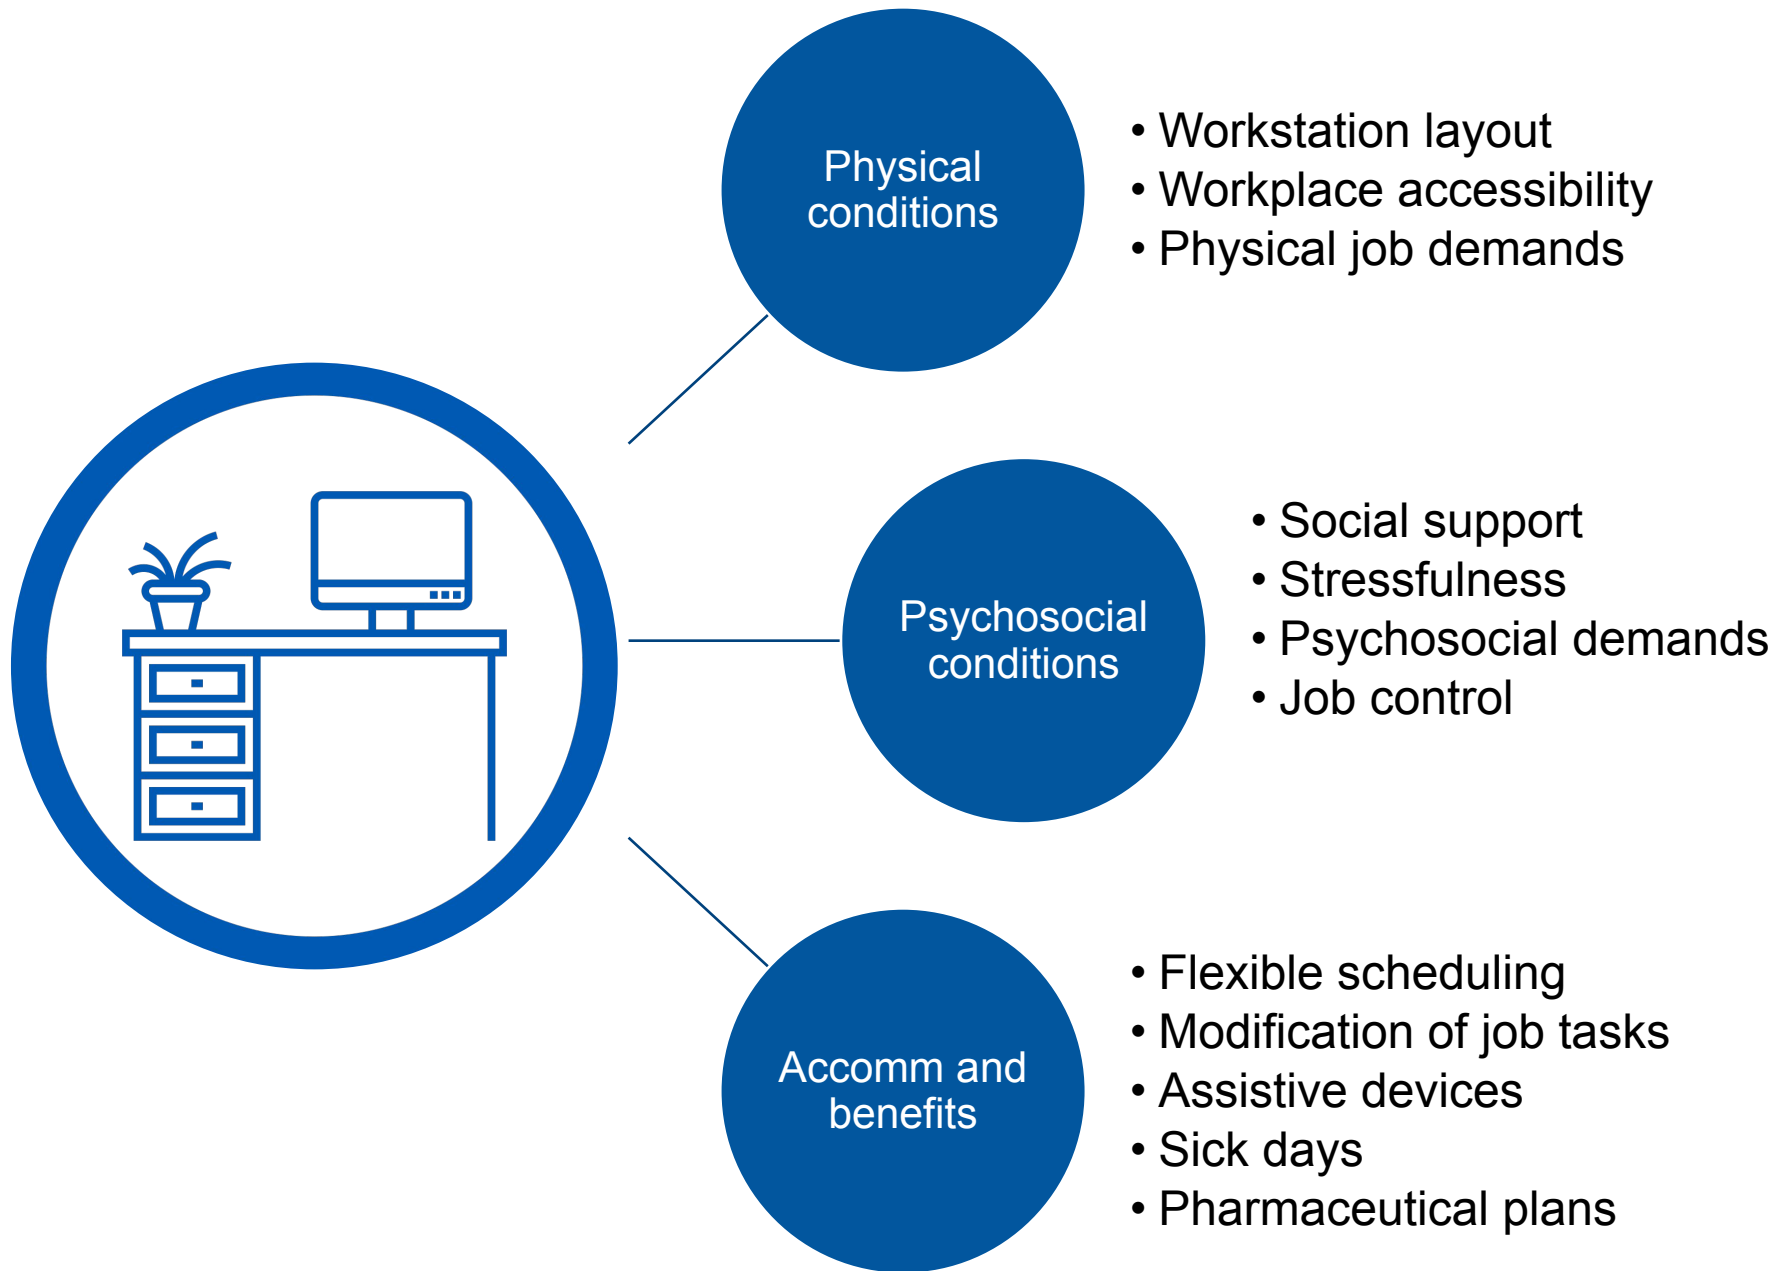 Physical
conditions
• Workstation layout
• Workplace accessibility
• Physical job demands
Psychosocial
conditions
• Social support
• Stressfulness
• Psychosocial demands
• Job control
Accomm and
benefits
• Flexible scheduling
• Modification of job tasks
• Assistive devices
• Sick days
• Pharmaceutical plans